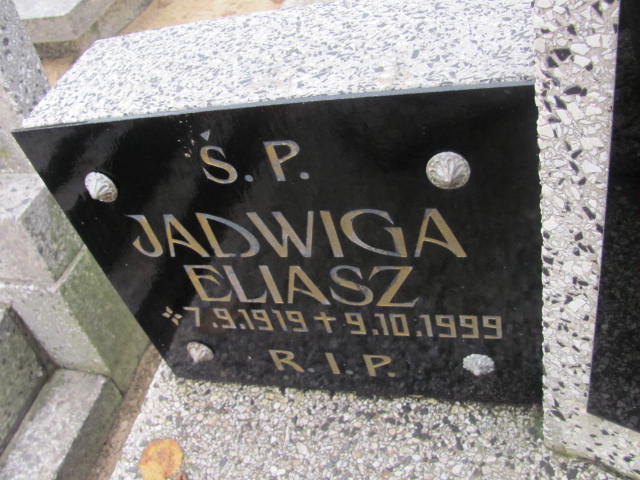 Ś.P.
JADWIGA
ELIASZ
*7.9.1919 + 9.10.1999
R.I.P.